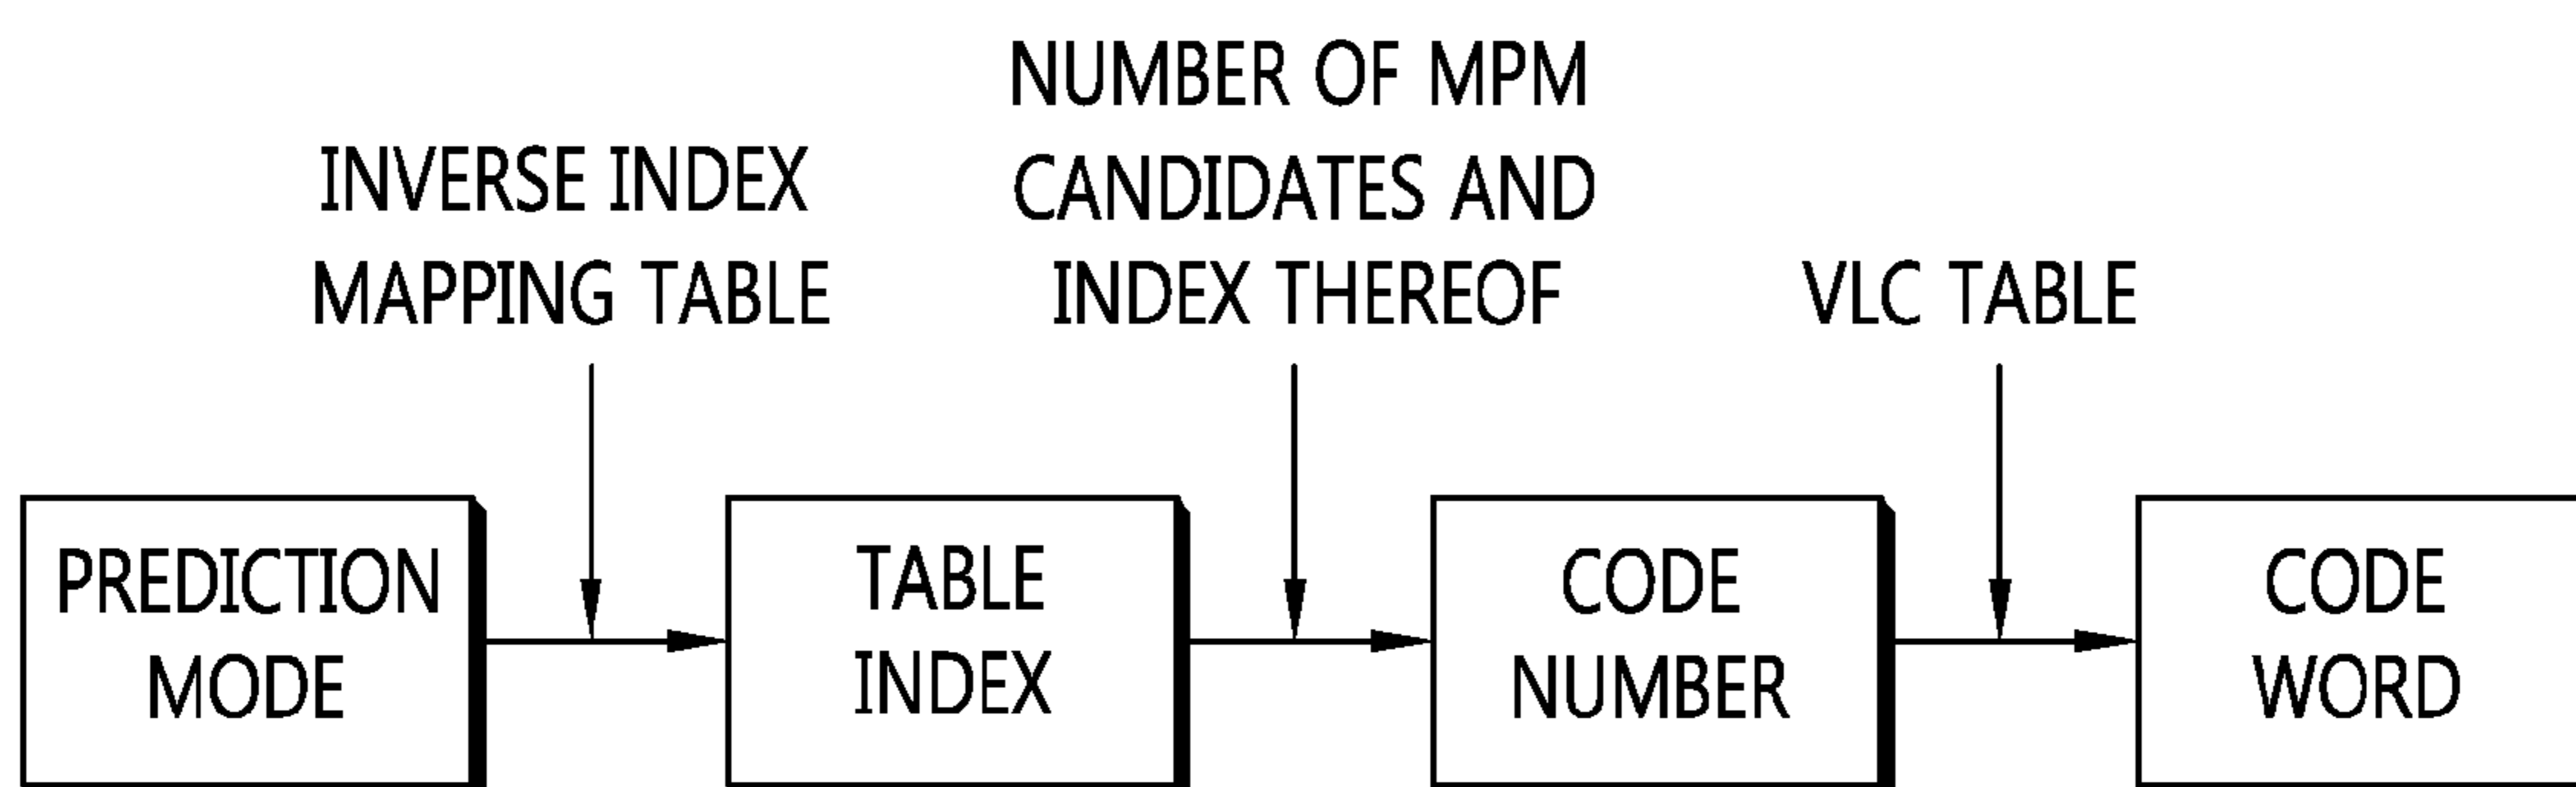 INVERSE INDEX
MAPPING TABLE
NUMBER OF MPM
CANDIDATES AND
INDEX THEREOF
VLC TABLE
PREDICTION
MODE
TABLE
INDEX
CODE
NUMBER
CODE
WORD